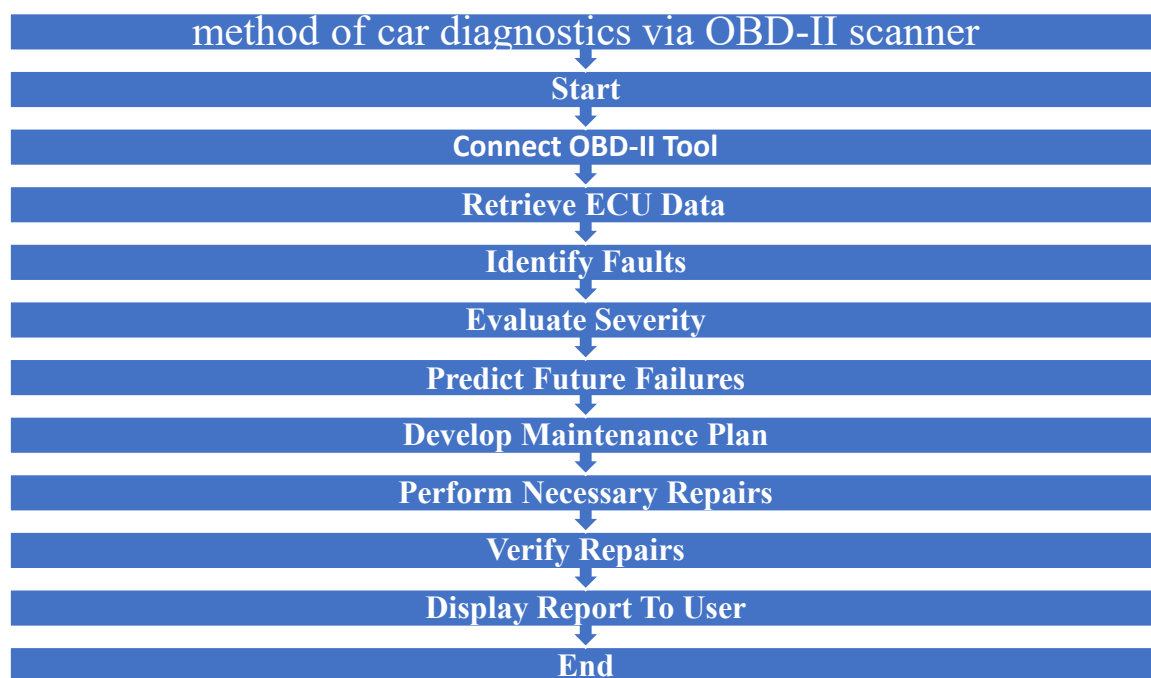 method of car diagnostics via OBD-II scanner
Start
Connect OBD-II Tool
Retrieve ECU Data
Identify Faults
Evaluate Severity
Predict Future Failures
Develop Maintenance Plan
Perform Necessary Repairs
Verify Repairs
Display Report To User
End